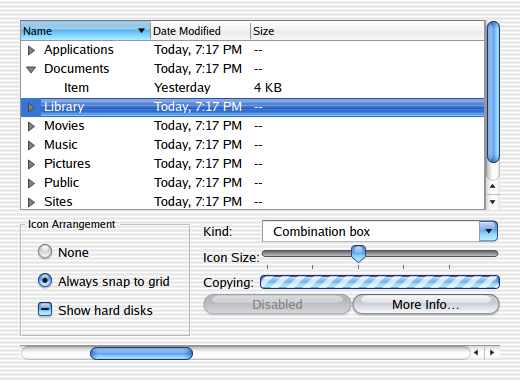 Name Date Modified Size
Applications Today, 7:17 PM --
Documents Today, 7:17 PM --
Item Yesterday 4 KB
Library Today, 7:17 PM --
Movies Today, 7:17 PM --
Music Today, 7:17 PM --
Pictures Today, 7:17 PM --
Public Today, 7:17 PM --
Sites Today, 7:17 PM --
Icon Arrangement
None
Always snap to grid
Show hard disks
Kind: Combination box
Icon Size:
Copying:
Disabled More Info...